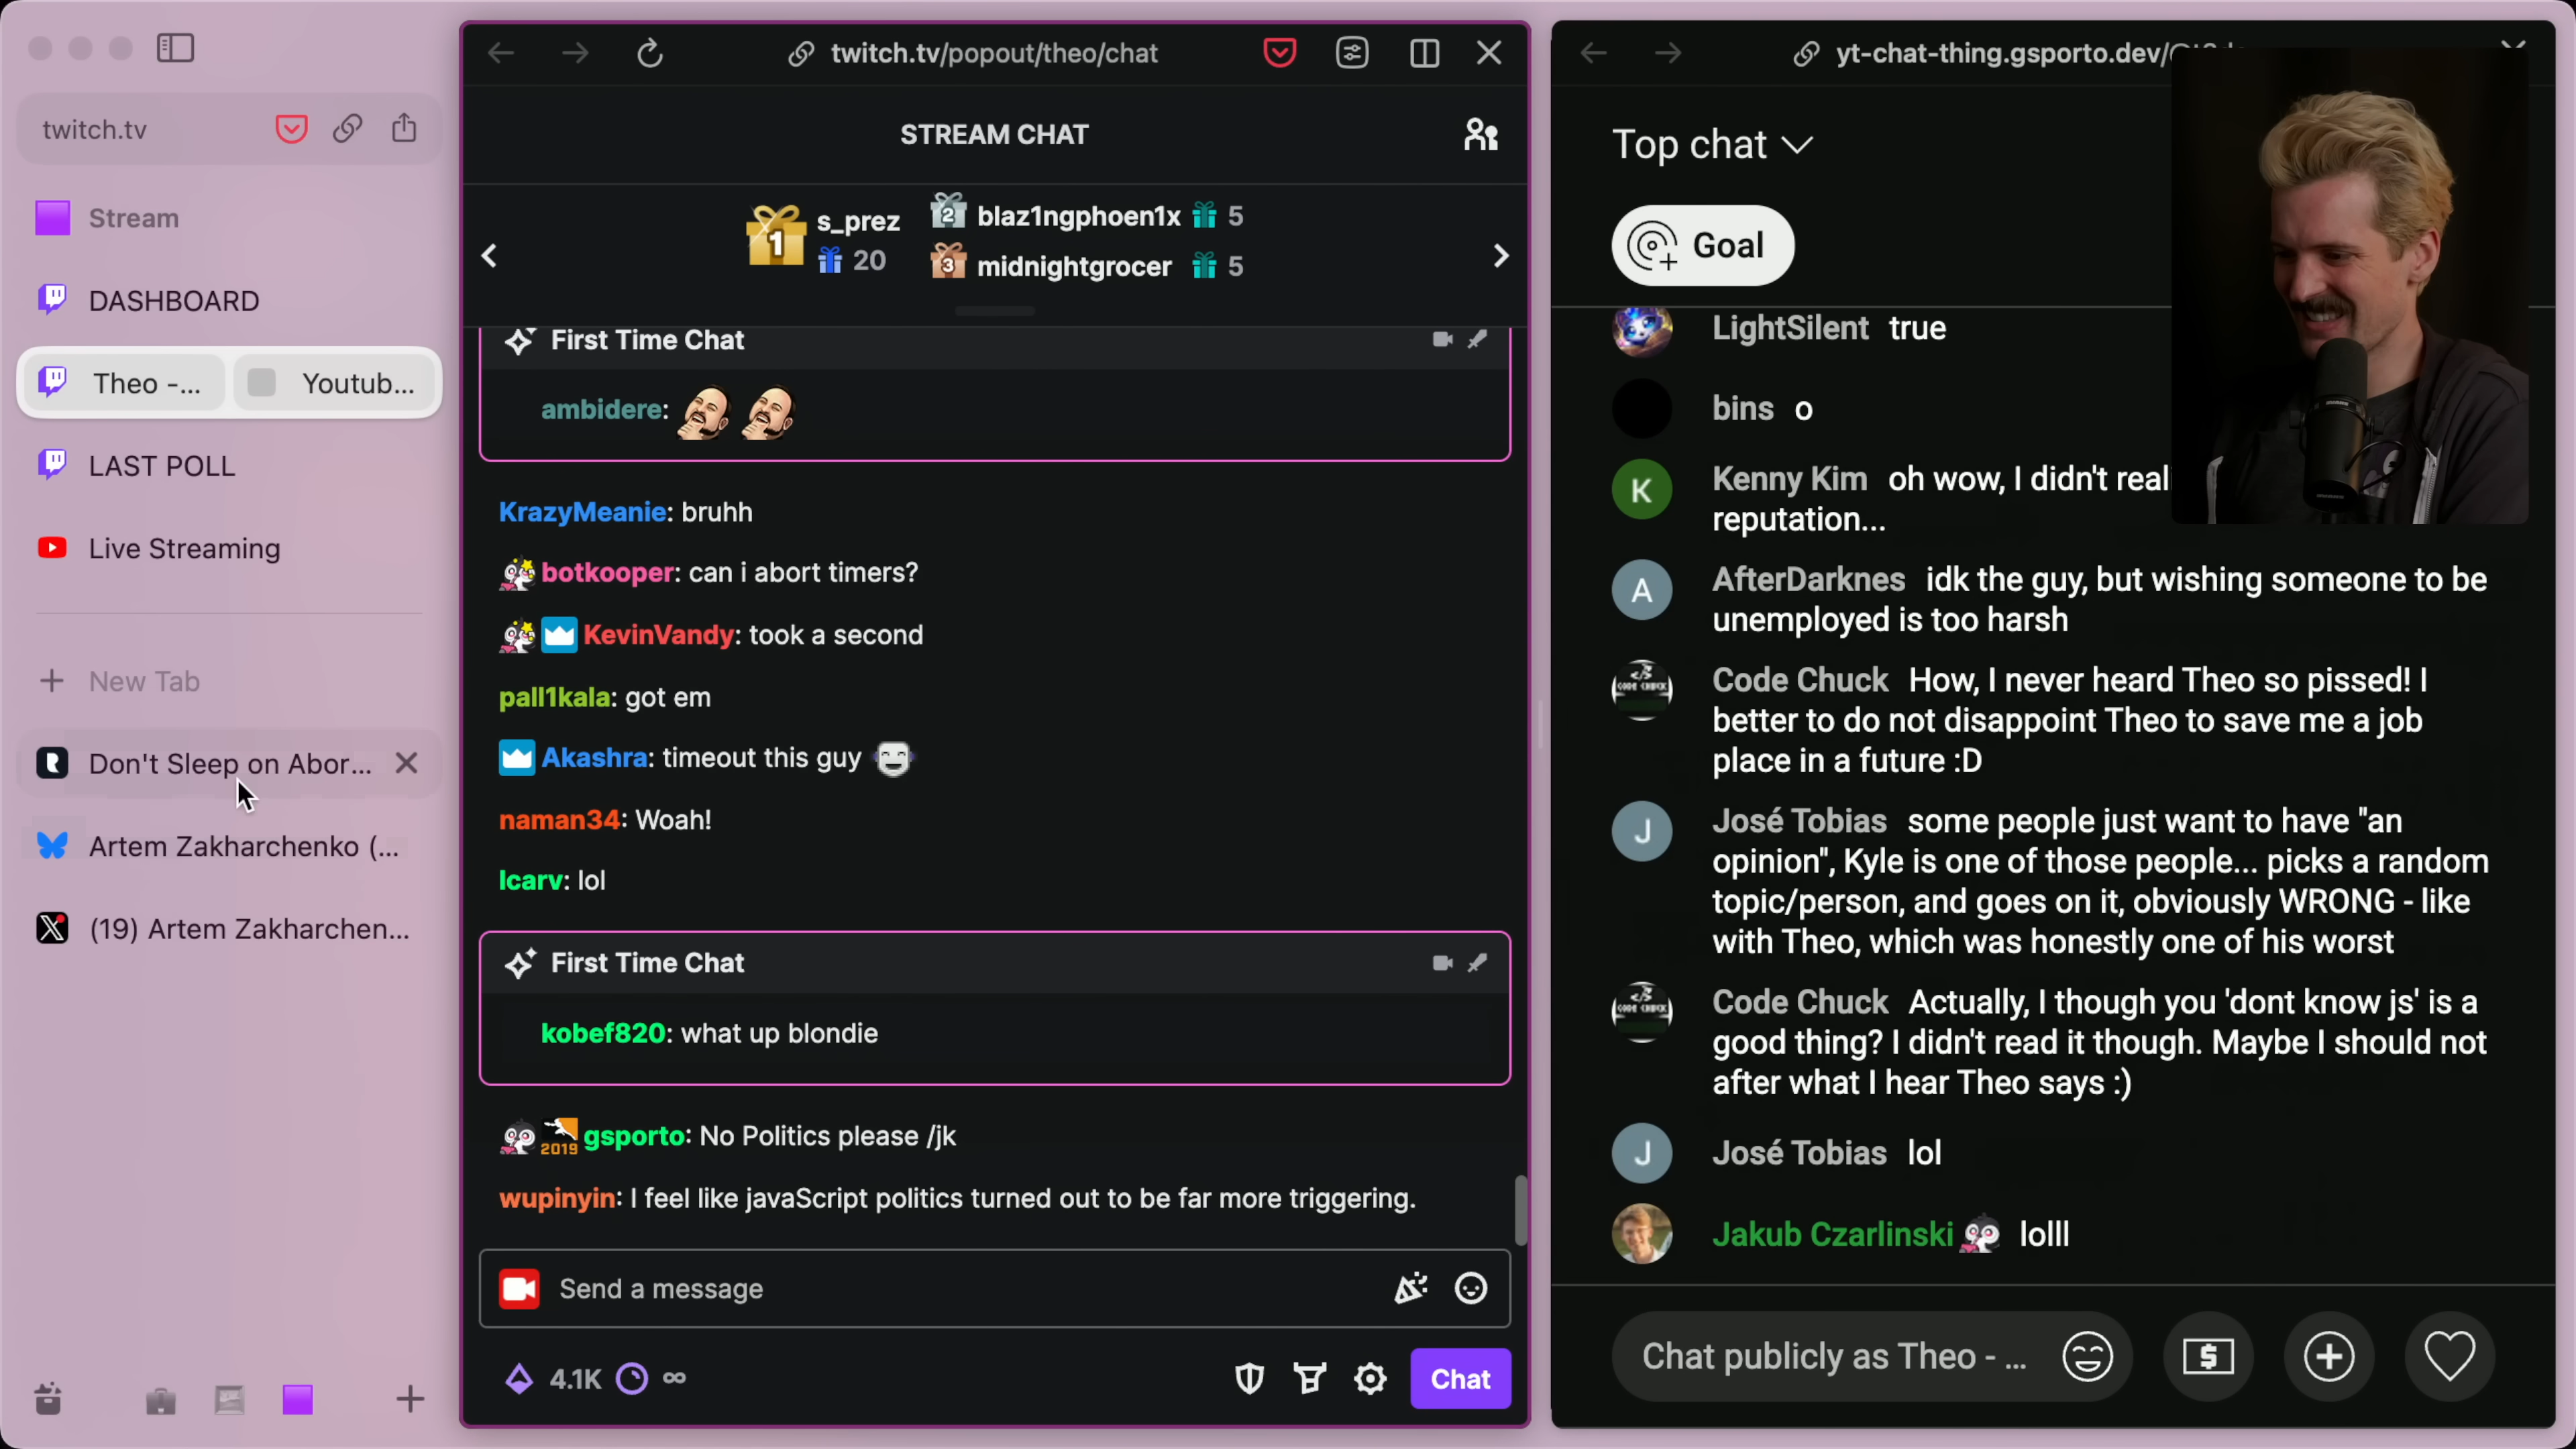 twitch.tv
Stream
DASHBOARD
Theo -...
Youtub...
LAST POLL
Live Streaming
New Tab
Don't Sleep on Abor...
Artem Zakharchenko (...
(19) Artem Zakharchen...
twitch.tv/popout/theo/chat
STREAM CHAT
1
s_prez
20
2
blaz1ngphoen1x
5
3
midnightgrocer
5
First Time Chat
ambidere:
KrazyMeanie: bruhh
botkooper: can i abort timers?
KevinVandy: took a second
pall1kala: got em
Akashra: timeout this guy
naman34: Woah!
lcarv: lol
First Time Chat
kobef820: what up blondie
2019
gsporto: No Politics please /jk
wupinyin: I feel like javaScript politics turned out to be far more triggering.
Send a message
4.1K
∞
Chat
yt-chat-thing.gsporto.dev/
Top chat
Goal
LightSilent true
bins o
K
Kenny Kim oh wow, I didn't reali
reputation...
A
AfterDarknes idk the guy, but wishing someone to be
unemployed is too harsh
CODE CHUCK
Code Chuck How, I never heard Theo so pissed! I
better to do not disappoint Theo to save me a job
place in a future :D
J
José Tobias some people just want to have "an
opinion", Kyle is one of those people... picks a random
topic/person, and goes on it, obviously WRONG - like
with Theo, which was honestly one of his worst
CODE CHUCK
Code Chuck Actually, I though you 'dont know js' is a
good thing? I didn't read it though. Maybe I should not
after what I hear Theo says :)
J
José Tobias lol
Jakub Czarlinski lolll
Chat publicly as Theo - ...